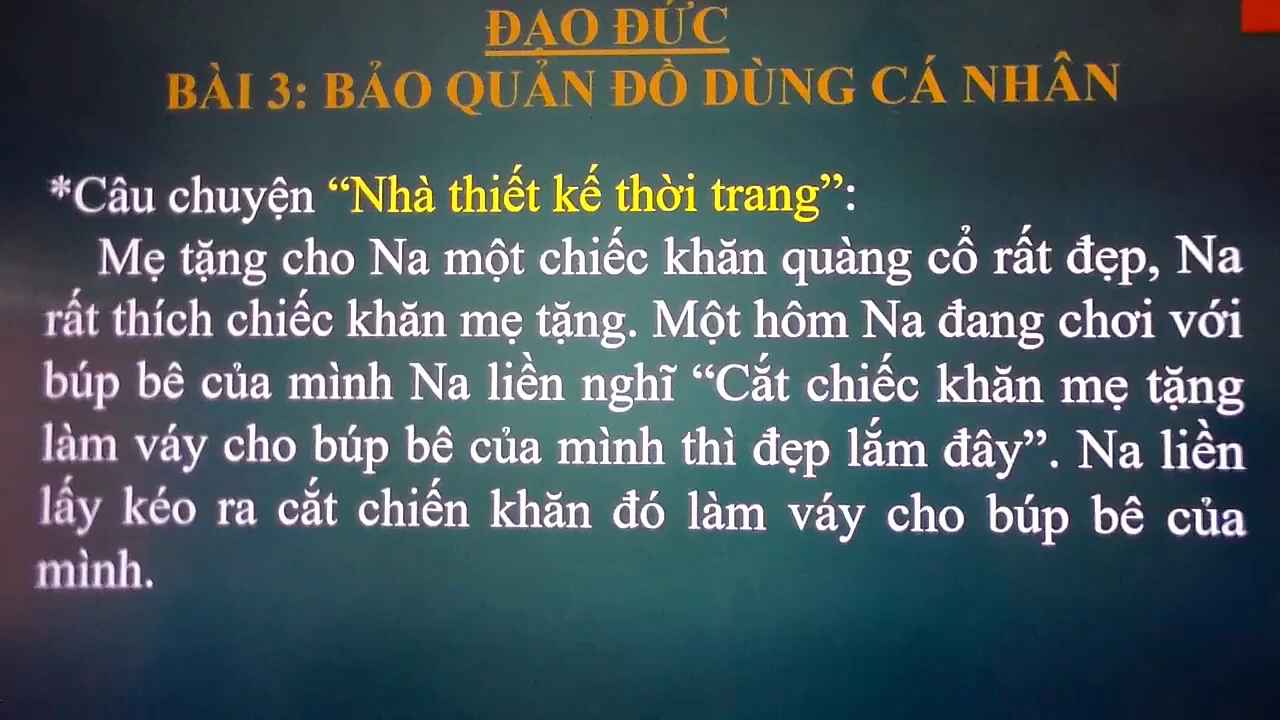 ĐẠO ĐỨC
BÀI 3: BẢO QUẢN ĐỒ DÙNG CÁ NHÂN
*Câu chuyện “Nhà thiết kế thời trang”:
Mẹ tặng cho Na một chiếc khăn quàng cổ rất đẹp, Na
rất thích chiếc khăn mẹ tặng. Một hôm Na đang chơi với
búp bê của mình Na liền nghĩ “Cắt chiếc khăn mẹ tặng
làm váy cho búp bê của mình thì đẹp lắm đây”. Na liền
lấy kéo ra cắt chiến khăn đó làm váy cho búp bê của
mình.